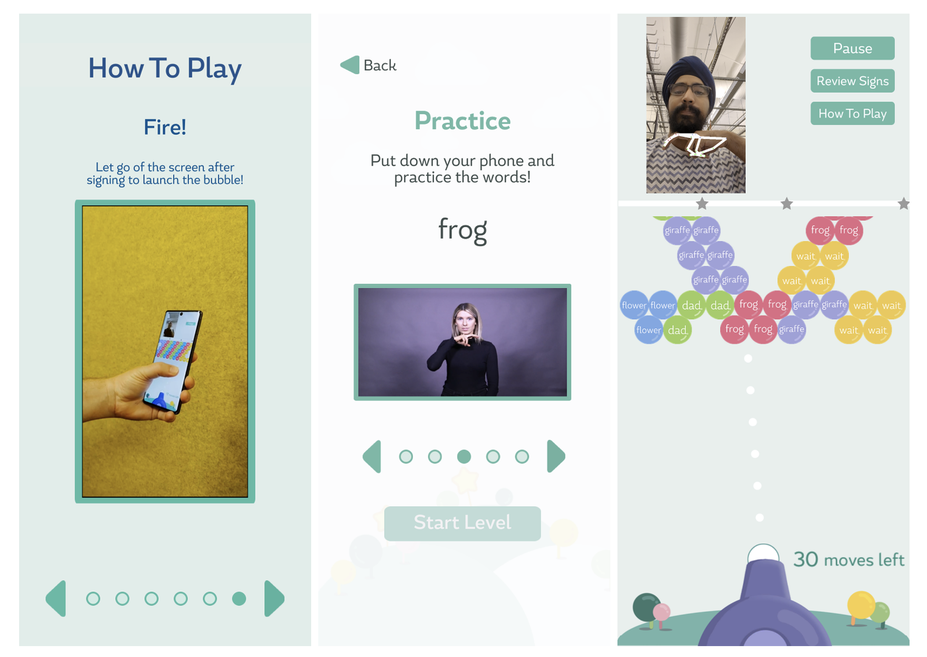 How To Play
Fire!
Let go of the screen after
signing to launch the bubble!
Back
Practice
Put down your phone and
practice the words!
frog
Start Level
Pause
Review Signs
How To Play
giraffe giraffe frog frog
giraffe giraffe wait wait
giraffe giraffe wait wait
flower flower dad dad frog frog giraffe giraffe wait wait
flower dad frog frog giraffe wait wait
30 moves left